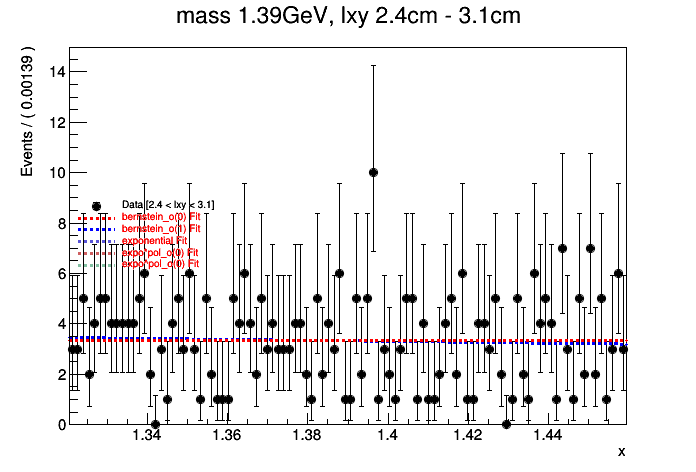 mass 1.39GeV, lxy 2.4cm - 3.1cm
Events / ( 0.00139 )
14
12
10
8
6
4
2
0
Data [2.4 < lxy < 3.1]
bernstein_o(0) Fit
bernstein_o(1) Fit
exponential Fit
expo*pol_o(0) Fit
expo*pol_o(0) Fit
1.34 1.36 1.38 1.4 1.42 1.44
x